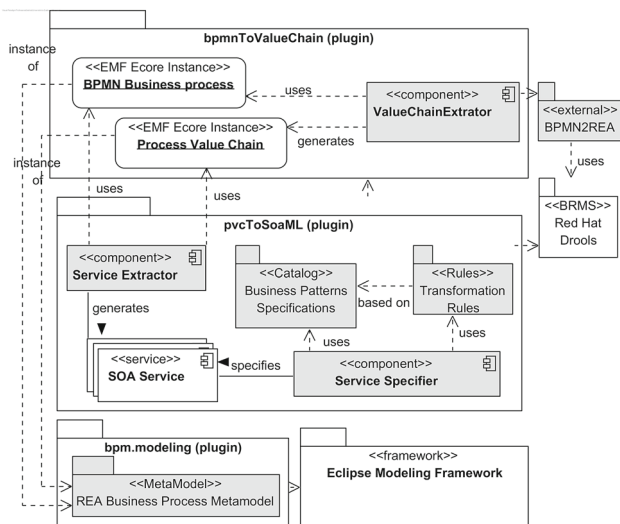 bpmnToValueChain (plugin)
instance
of
<<EMF Ecore Instance>>
BPMN Business process
uses
<<component>>
ValueChainExtrator
<<external>>
BPMN2REA
<<EMF Ecore Instance>>
Process Value Chain
generates
instance
of
uses
uses
uses
<<BRMS>>
Red Hat
Drools
pvcToSoaML (plugin)
<<component>>
Service Extractor
<<Catalog>>
Business Patterns
Specifications
based on
<<Rules>>
Transformation
Rules
generates
uses
uses
<<service>>
SOA Service
specifies
<<component>>
Service Specifier
bpm.modeling (plugin)
<<MetaModel>>
REA Business Process Metamodel
<<framework>>
Eclipse Modeling Framework